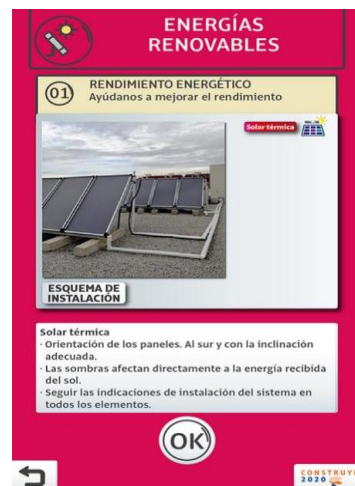 ENERGÍAS
RENOVABLES
01
RENDIMIENTO ENERGÉTICO
Ayúdanos a mejorar el rendimiento
Solar térmica
ESQUEMA DE
INSTALACIÓN
Solar térmica
· Orientación de los paneles. Al sur y con la inclinación
adecuada.
· Las sombras afectan directamente a la energía recibida
del sol.
· Seguir las indicaciones de instalación del sistema en
todos los elementos.
OK
CONSTRUY
2020